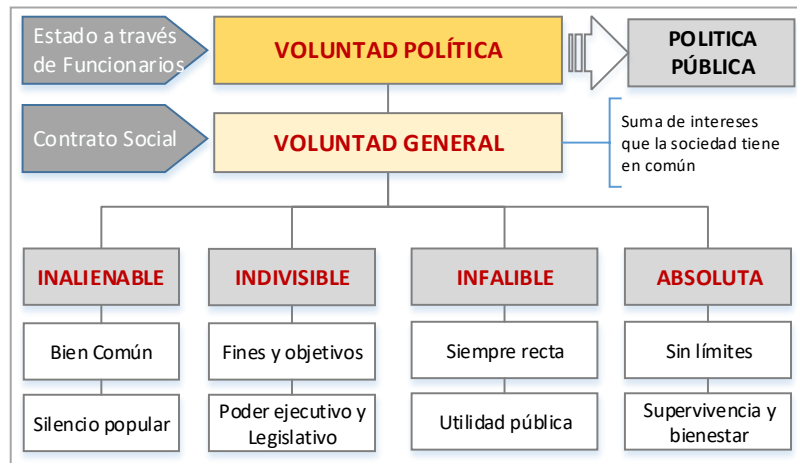 Estado a través
de Funcionarios
VOLUNTAD POLÍTICA
POLITICA
PÚBLICA
Contrato Social
VOLUNTAD GENERAL
Suma de intereses
que la sociedad tiene
en común
INALIENABLE
INDIVISIBLE
INFALIBLE
ABSOLUTA
Bien Común
Fines y objetivos
Siempre recta
Sin límites
Silencio popular
Poder ejecutivo y
Legislativo
Utilidad pública
Supervivencia y
bienestar